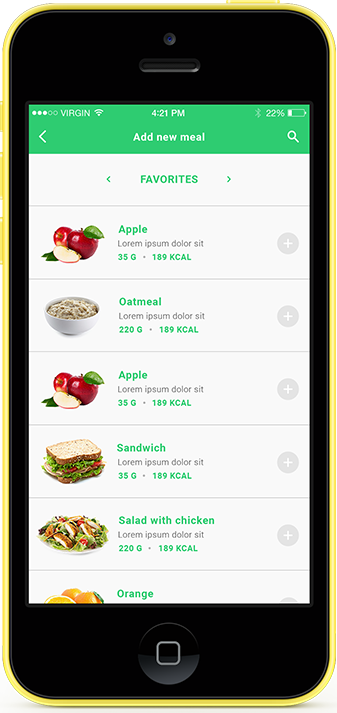 VIRGIN 4:21 PM 22%
Add new meal
FAVORITES
Apple
Lorem ipsum dolor sit
35 G • 189 KCAL
Oatmeal
Lorem ipsum dolor sit
220 G • 189 KCAL
Apple
Lorem ipsum dolor sit
35 G • 189 KCAL
Sandwich
Lorem ipsum dolor sit
35 G • 189 KCAL
Salad with chicken
Lorem ipsum dolor sit
220 G • 189 KCAL
Orange